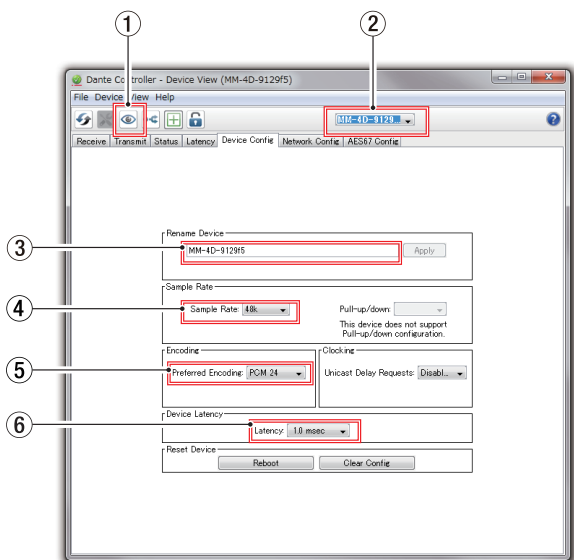 ① ②
Dante Controller - Device View (MM-4D-9129f5)
File Device View Help
MM-4D-9129...
Receive Transmit Status Latency Device Config Network Config AES67 Config
Rename Device
③ MM-4D-9129f5 Apply
Sample Rate
④ Sample Rate: 48k Pull-up/down:
This device does not support
Pull-up/down configuration.
Encoding Clocking
⑤ Preferred Encoding: PCM 24 Unicast Delay Requests: Disabl...
Device Latency
⑥ Latency: 1.0 msec
Reset Device
Reboot Clear Config